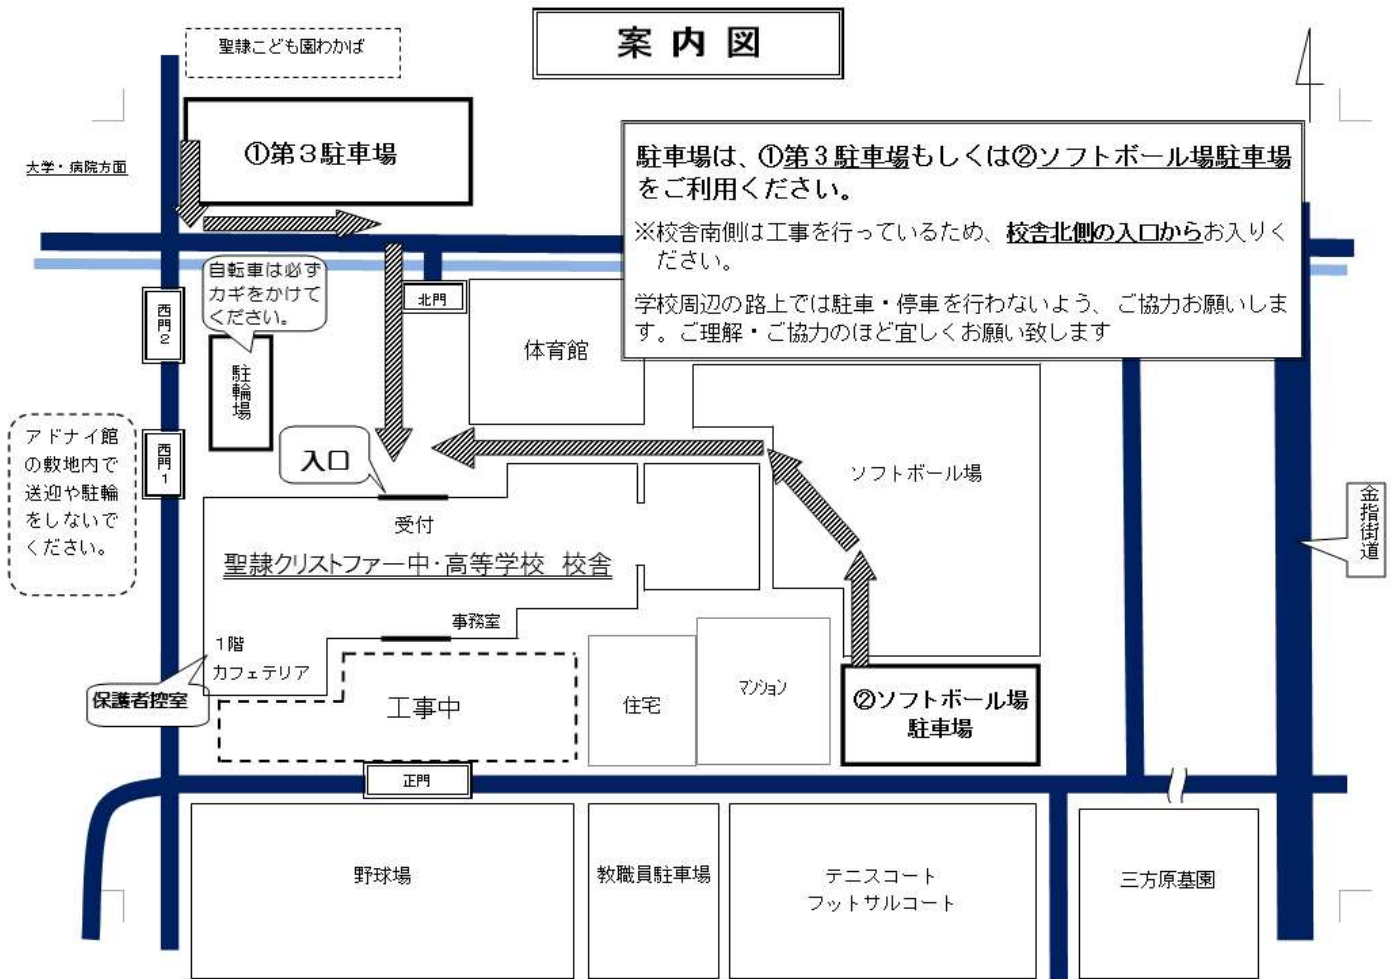 案内図
聖隷こども園わかば
①第3駐車場
大学・病院方面
駐車場は、①第3駐車場もしくは②ソフトボール場駐車場
をご利用ください。
※校舎南側は工事を行っているため、校舎北側の入口からお入りく
ださい。
学校周辺の路上では駐車・停車を行わないよう、ご協力お願いしま
す。ご理解・ご協力のほど宜しくお願い致します
自転車は必ず
カギをかけて
ください。
北門
西門2
駐輪場
体育館
アドナイ館
の敷地内で
送迎や駐輪
をしないで
ください。
西門1
入口
ソフトボール場
金指街道
受付
聖隷クリストファー中・高等学校 校舎
事務室
1階
カフェテリア
保護者控室
工事中
住宅
マンション
②ソフトボール場
駐車場
正門
野球場
教職員駐車場
テニスコート
フットサルコート
三方原墓園